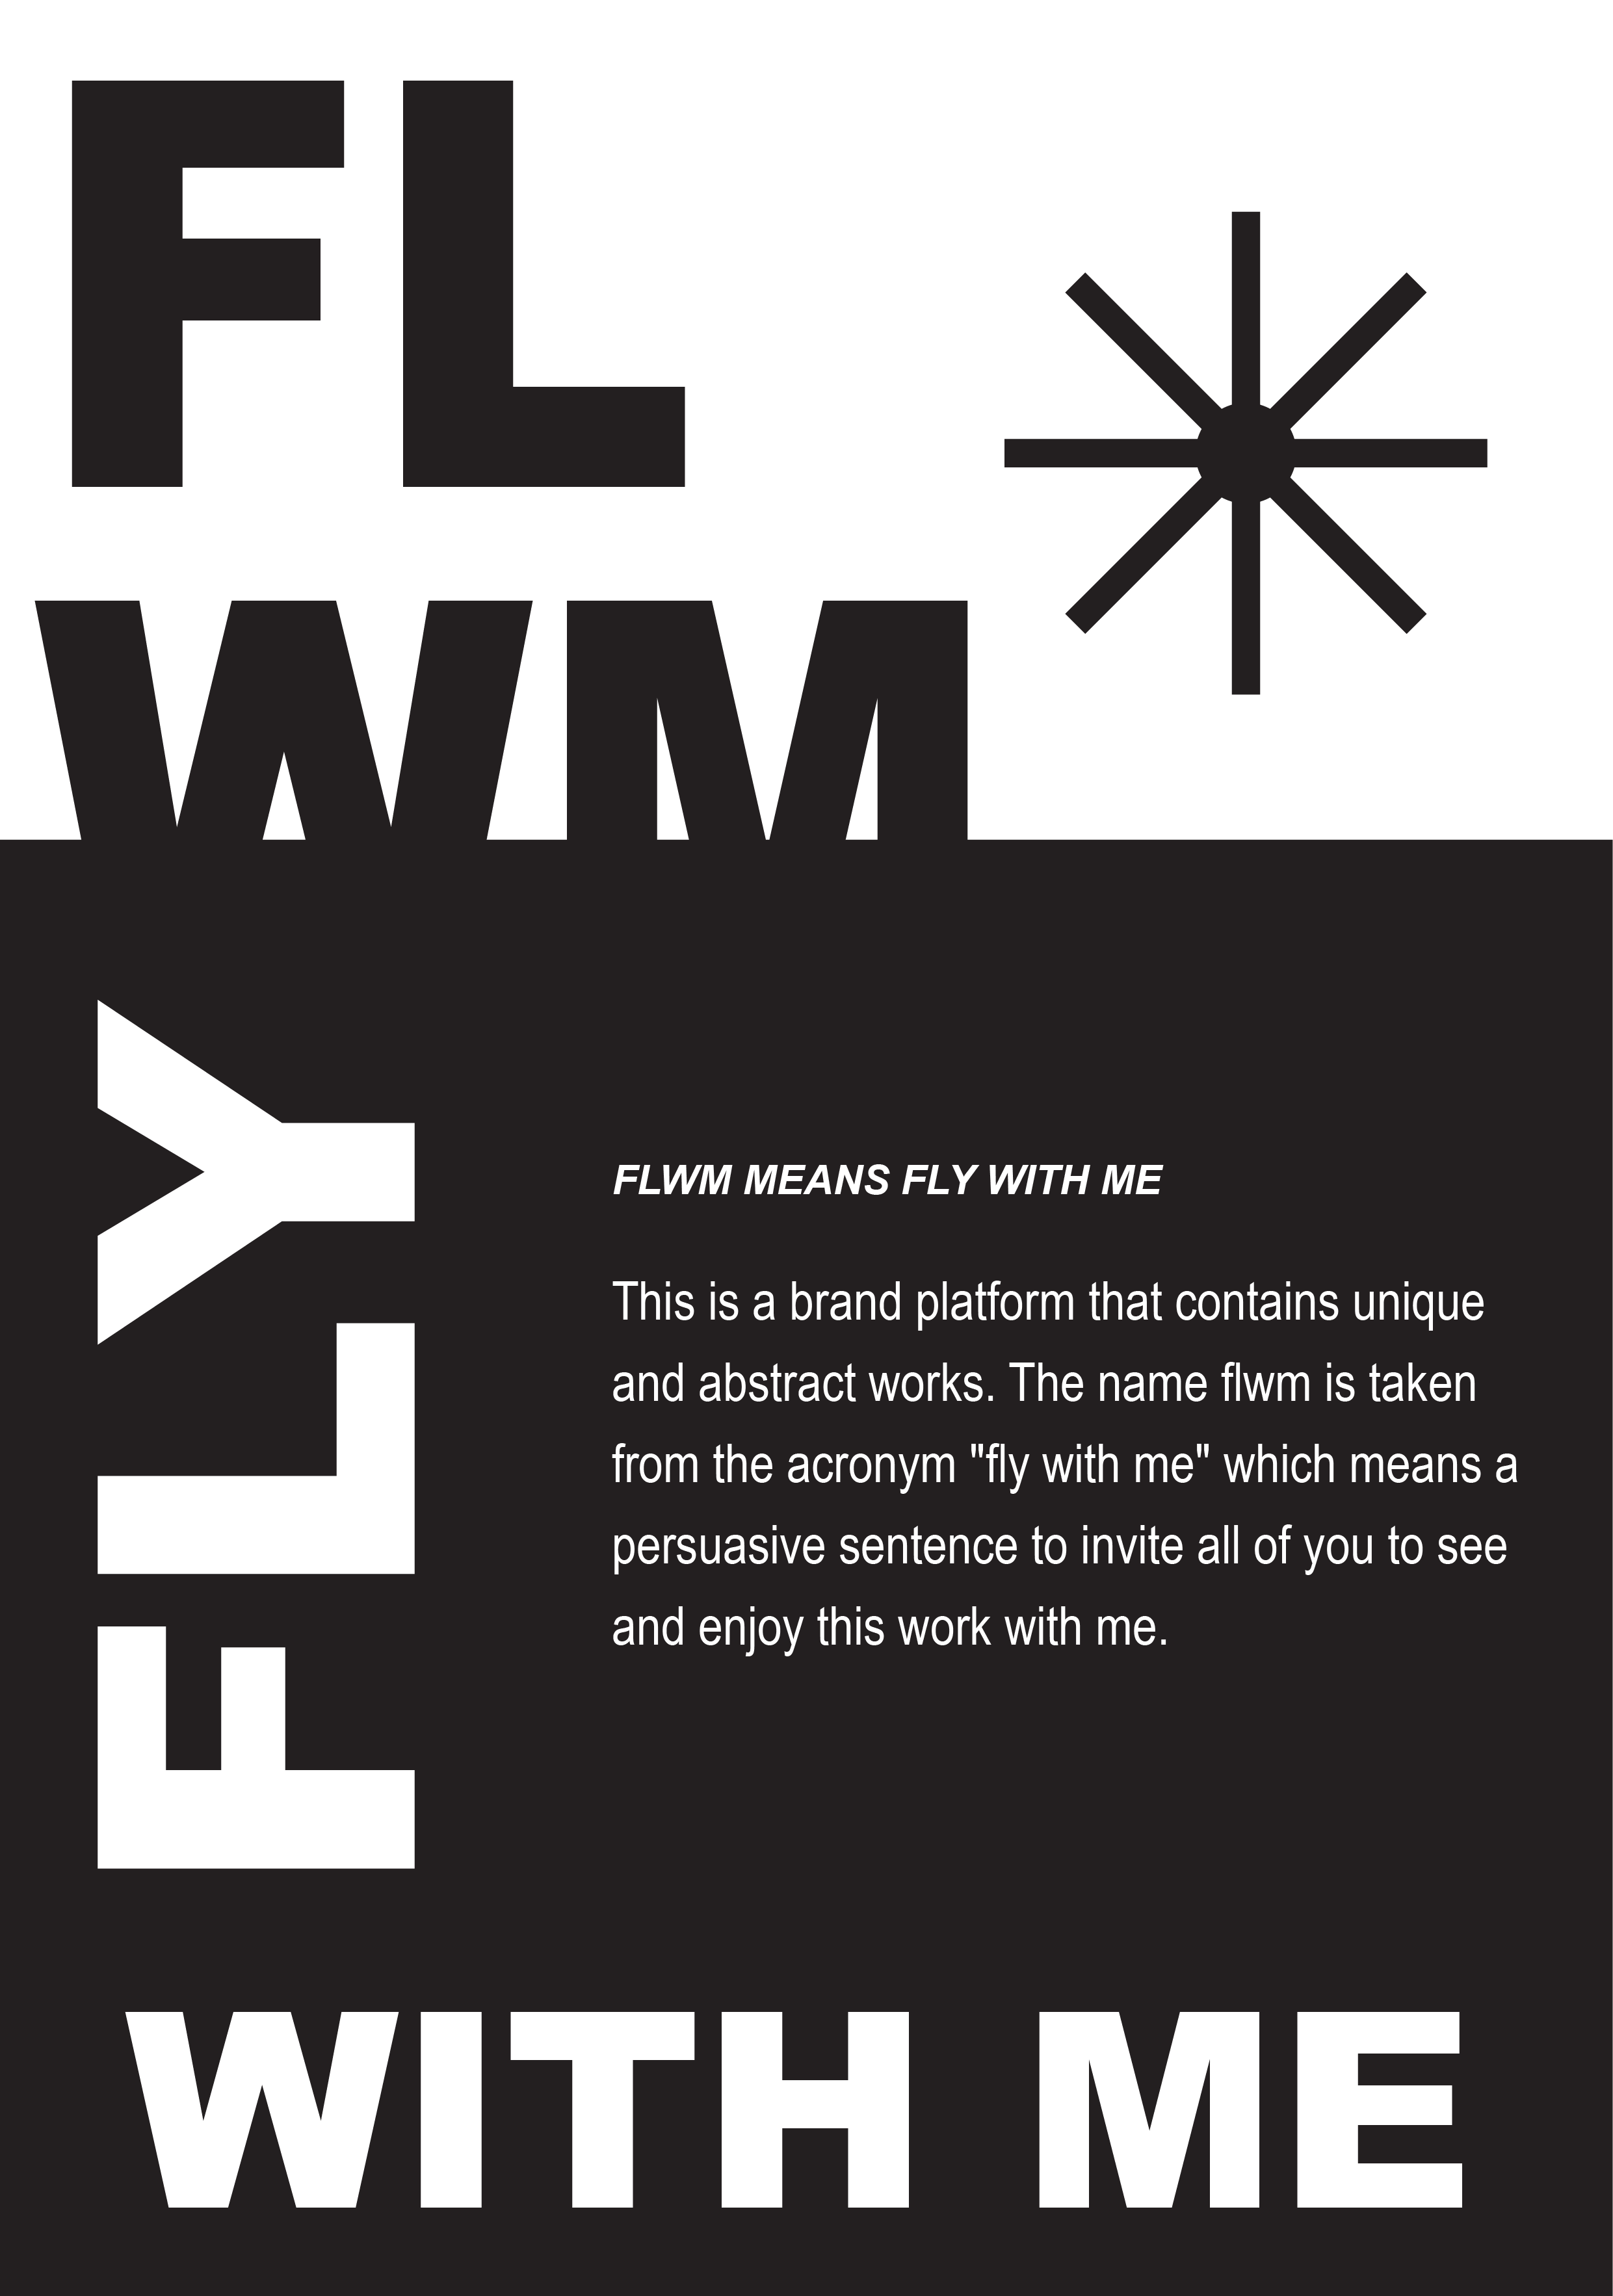 FL
WM
FLY
FLWM MEANS FLY WITH ME
This is a brand platform that contains unique
and abstract works. The name flwm is taken
from the acronym "fly with me" which means a
persuasive sentence to invite all of you to see
and enjoy this work with me.
WITH ME